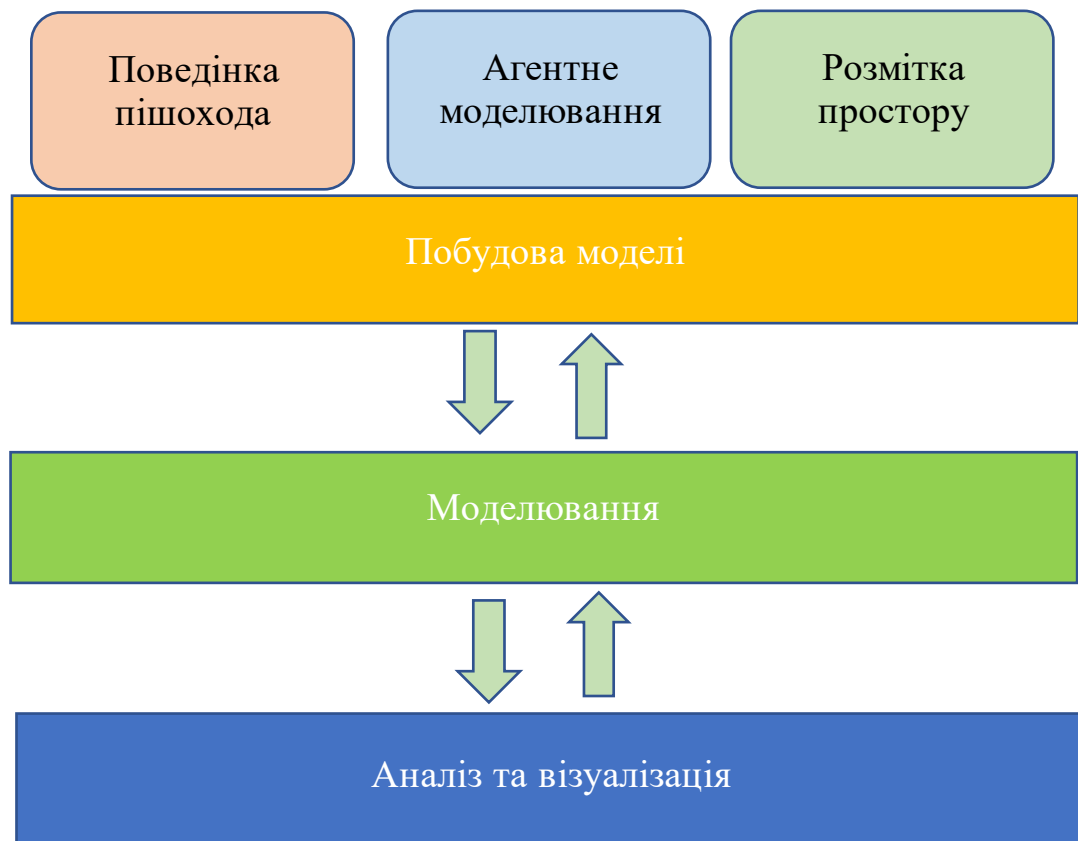 Поведінка
пішохода
Агентне
моделювання
Розмітка
простору
Побудова моделі
Моделювання
Аналіз та візуалізація